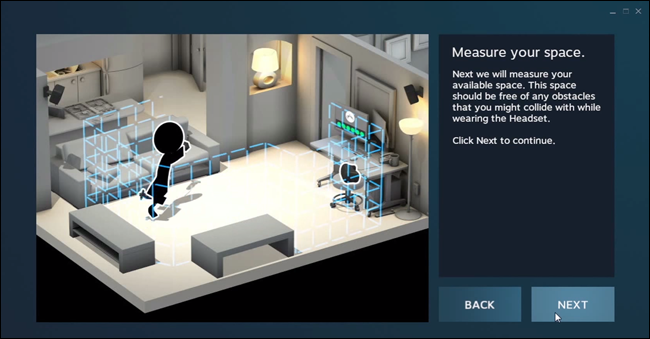 Measure your space.
Next we will measure your
available space. This space
should be free of any obstacles
that you might collide with while
wearing the Headset.
Click Next to continue.
BACK
NEXT